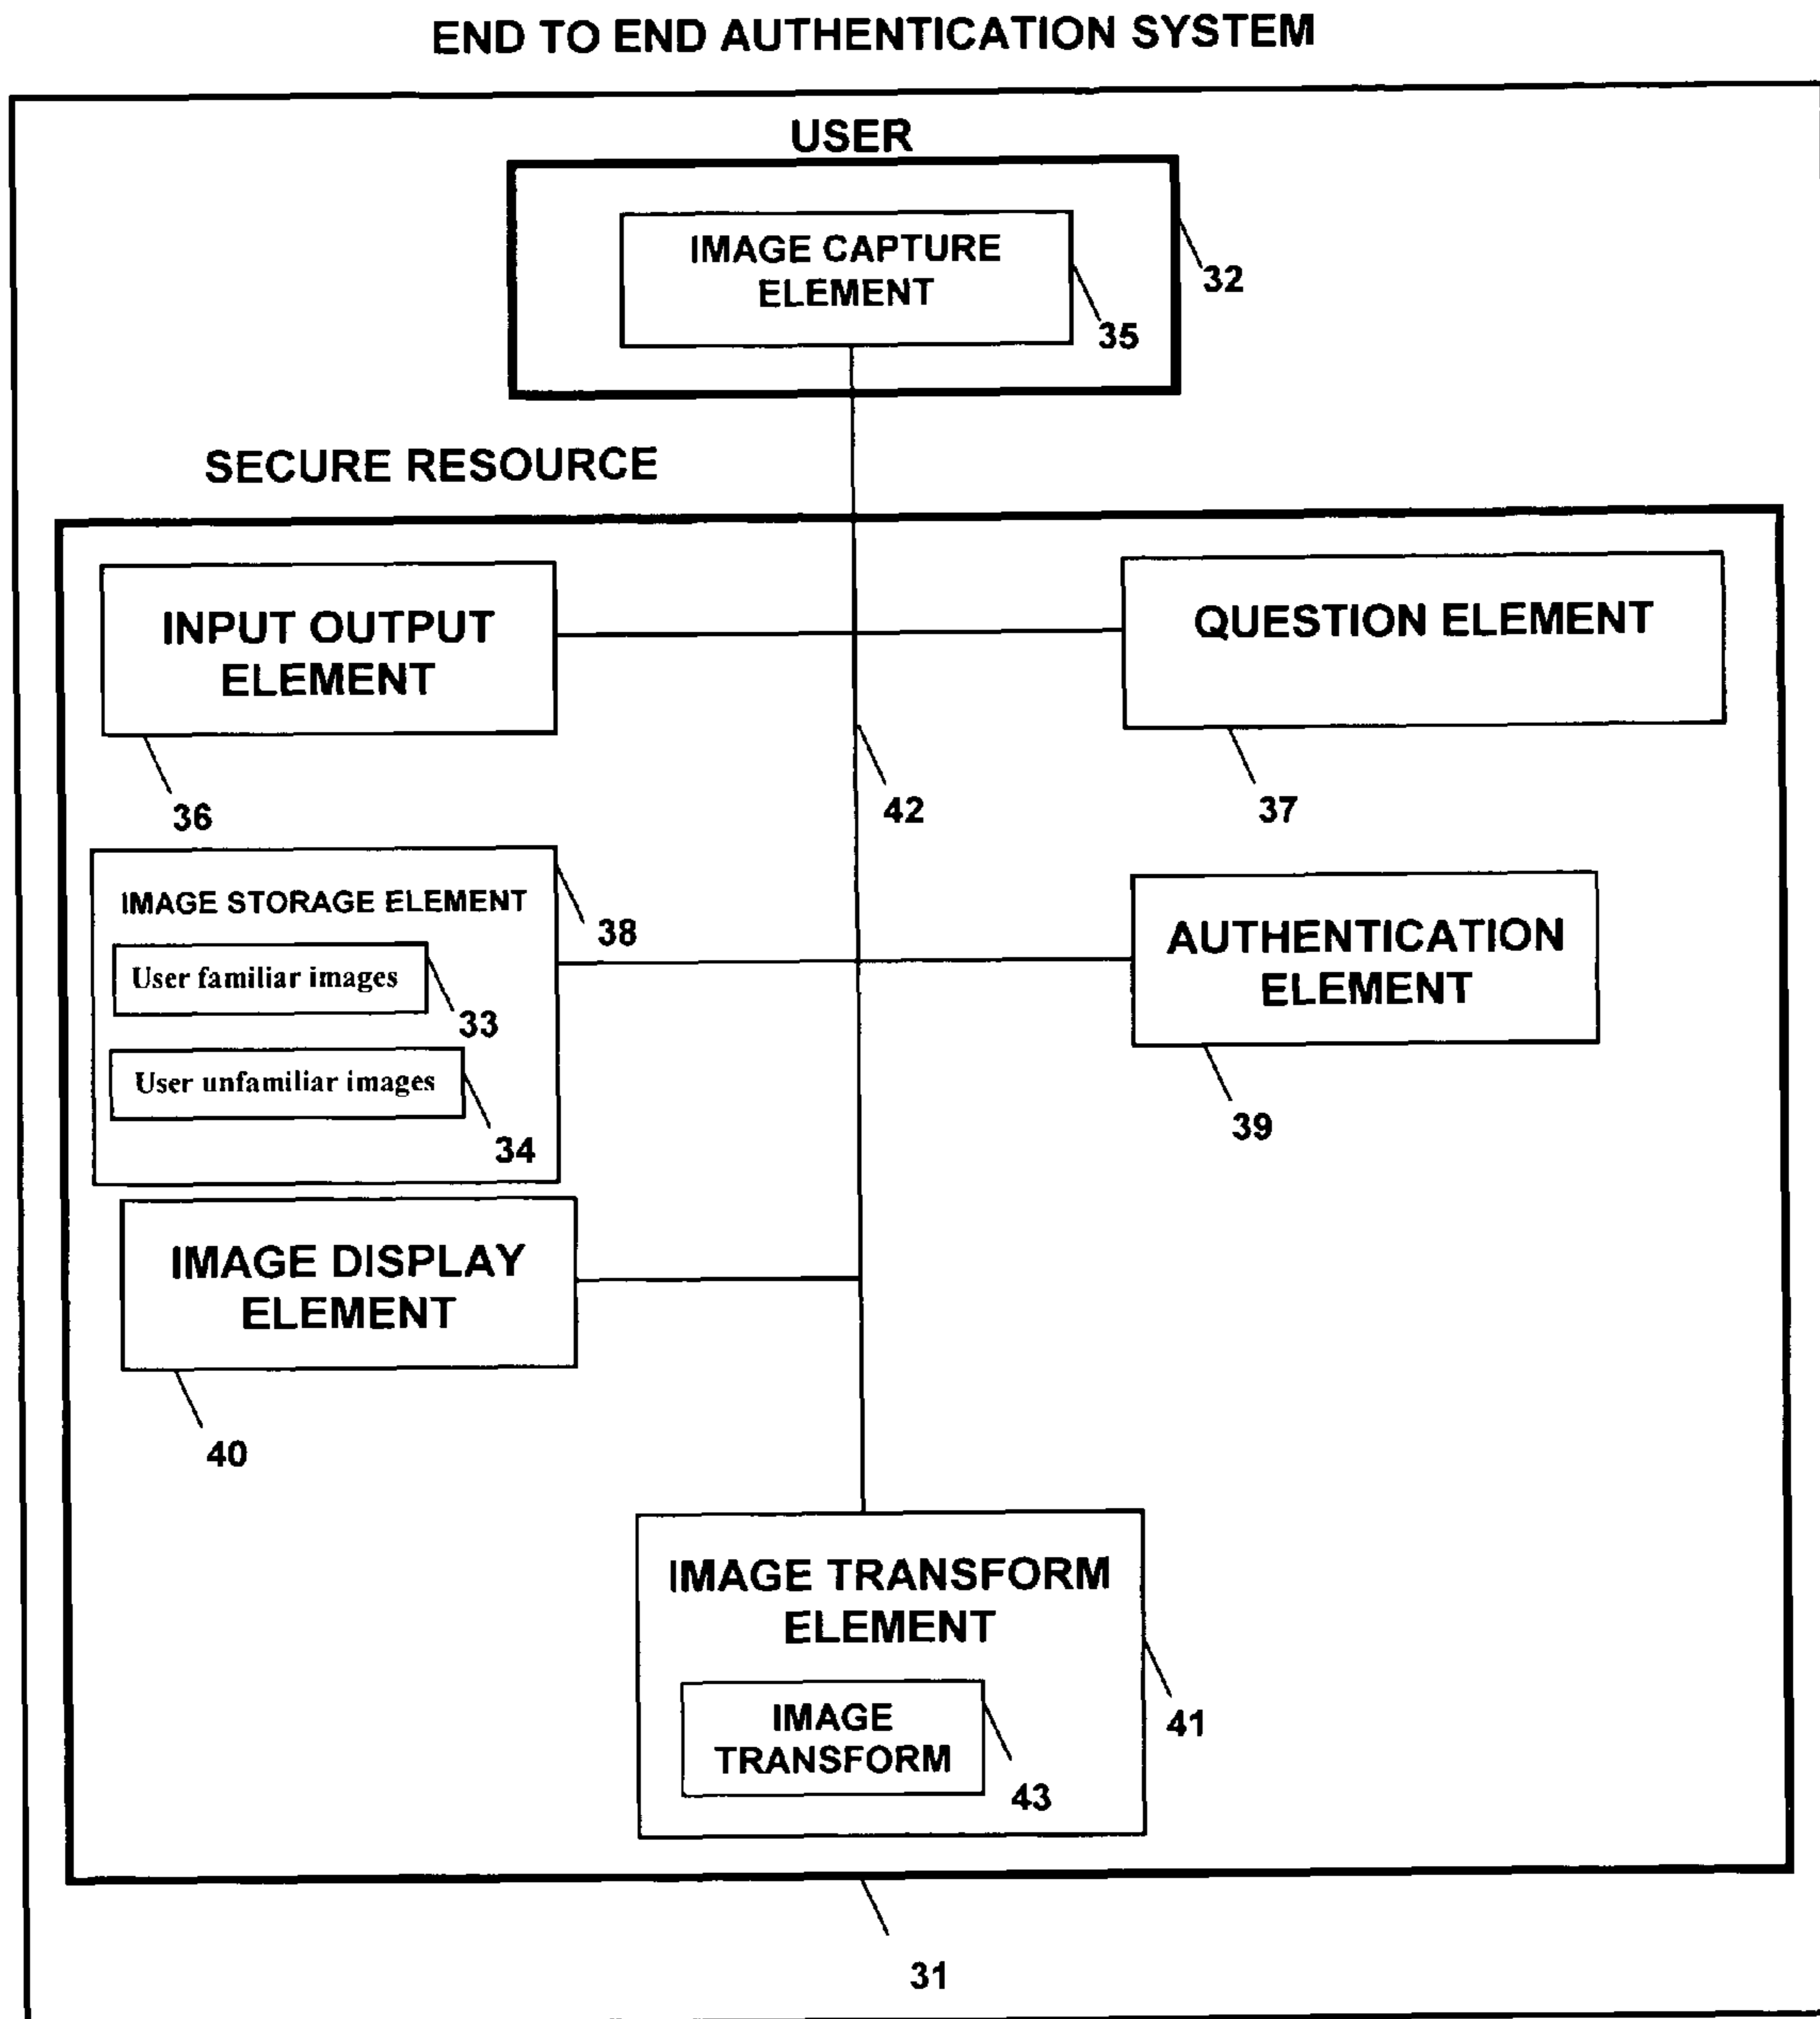 END TO END AUTHENTICATION SYSTEM
USER
IMAGE CAPTURE
ELEMENT
32
35
SECURE RESOURCE
INPUT OUTPUT
ELEMENT
QUESTION ELEMENT
36
42
37
IMAGE STORAGE ELEMENT
38
User familiar images
33
User unfamiliar images
34
AUTHENTICATION
ELEMENT
39
IMAGE DISPLAY
ELEMENT
40
IMAGE TRANSFORM
ELEMENT
41
IMAGE
TRANSFORM
43
31